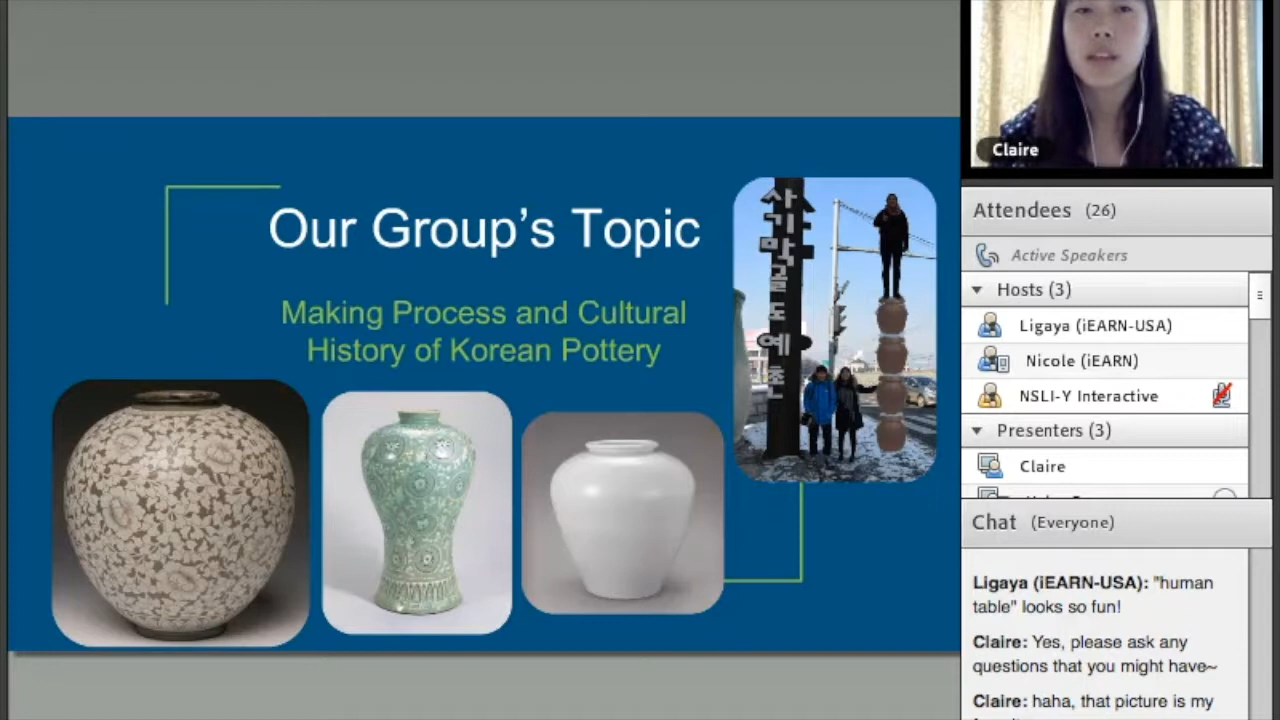 Our Group's Topic
Making Process and Cultural
History of Korean Pottery
사
기
막
골
도
예
촌
Claire
Attendees (26)
Active Speakers
Hosts (3)
Ligaya (iEARN-USA)
Nicole (iEARN)
NSLI-Y Interactive
Presenters (3)
Claire
Chat (Everyone)
Ligaya (iEARN-USA): "human
table" looks so fun!
Claire: Yes, please ask any
questions that you might have~
Claire: haha, that picture is my